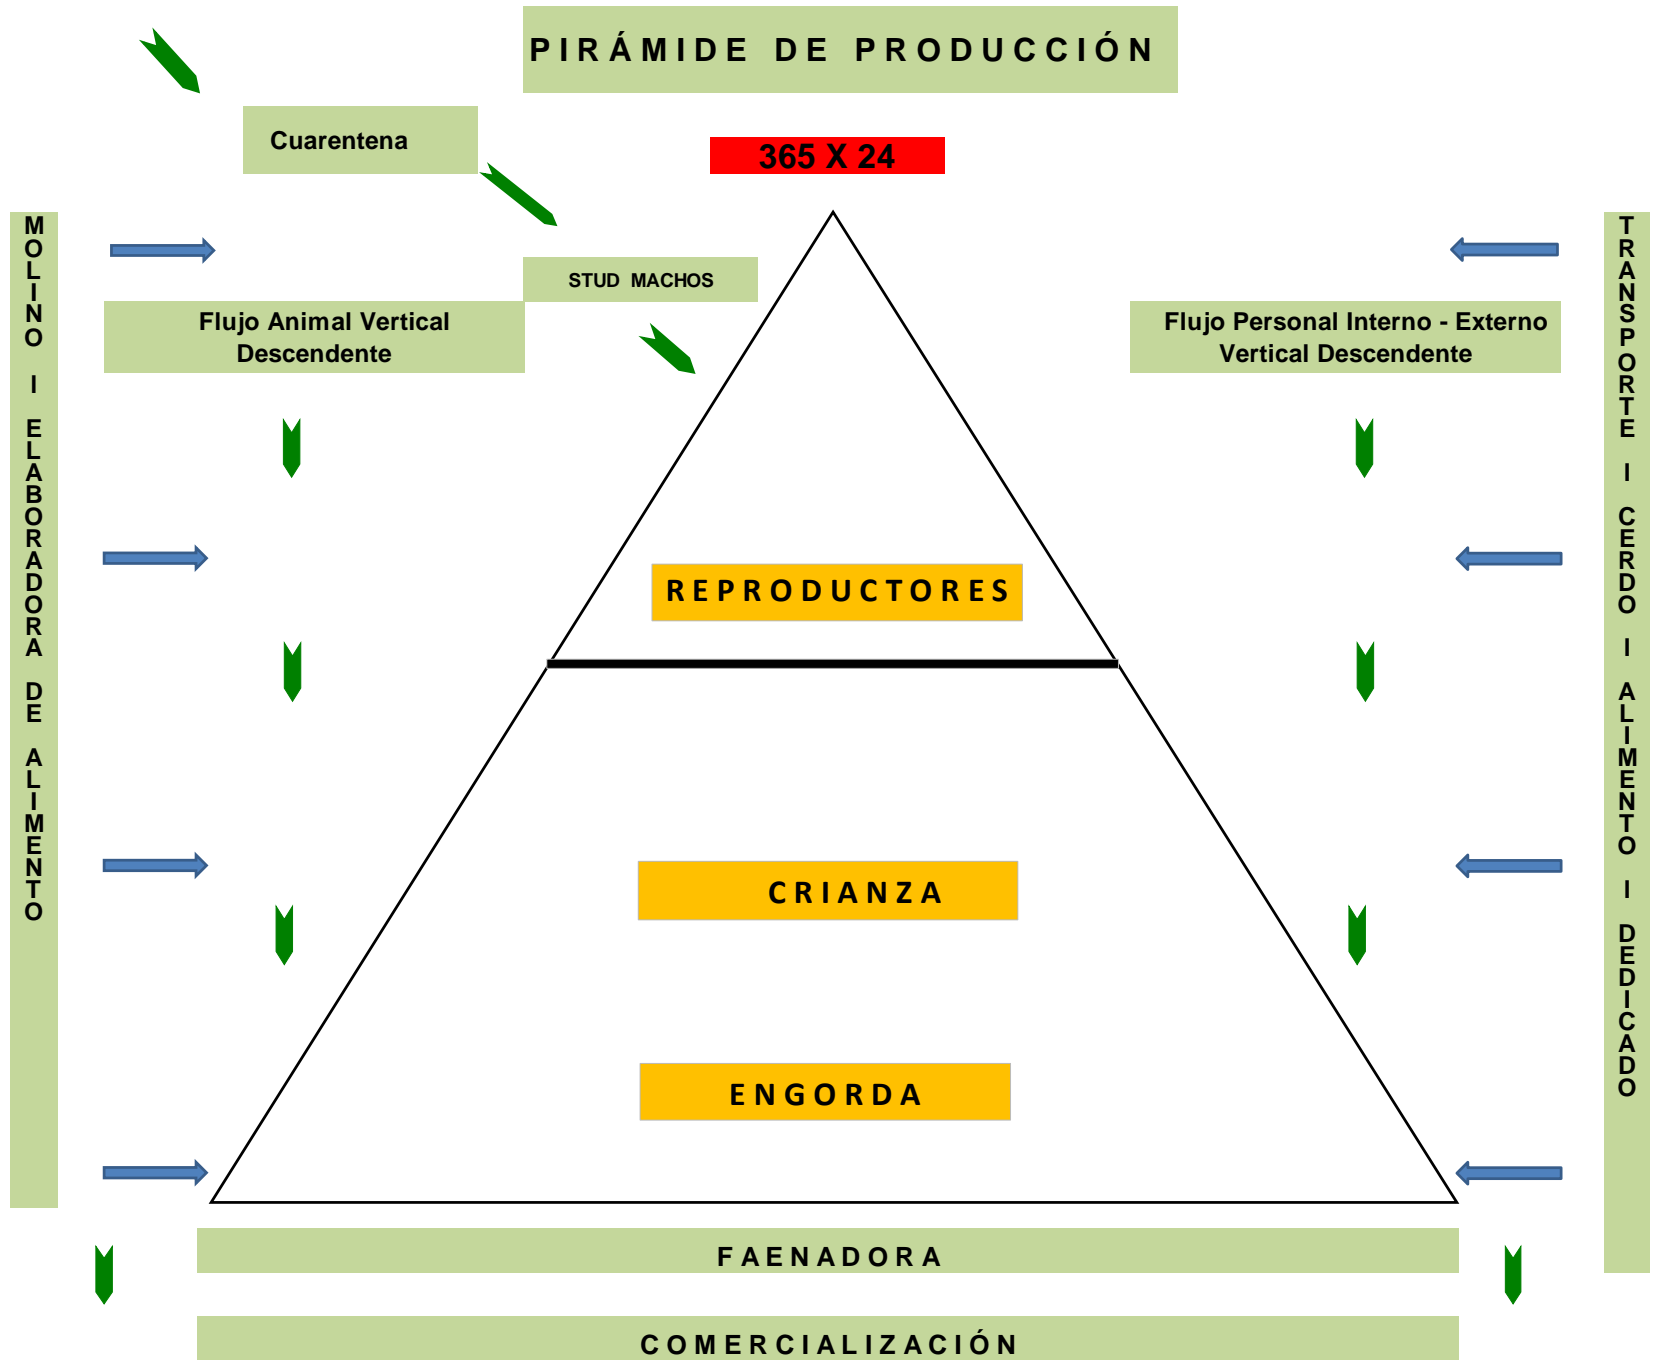 PIRÁMIDE DE PRODUCCIÓN
Cuarentena
365 X 24
STUD MACHOS
Flujo Animal Vertical
Descendente
Flujo Personal Interno - Externo
Vertical Descendente
MOLINO I ELABORADORA DE ALIMENTO
TRANSPORTE I CERDO I ALIMENTO I DEDICADO
REPRODUCTORES
CRIANZA
ENGORDA
FAENADORA
COMERCIALIZACIÓN